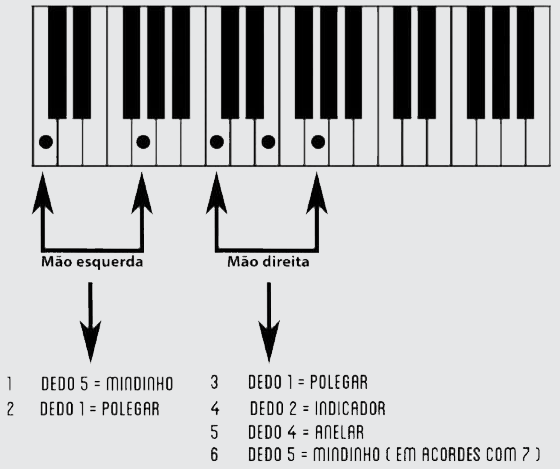 Mão esquerda
Mão direita
1 DEDO 5 = MINDINHO
2 DEDO 1 = POLEGAR
3 DEDO 1 = POLEGAR
4 DEDO 2 = INDICADOR
5 DEDO 4 = ANELAR
6 DEDO 5 = MINDINHO ( EM ACORDES COM 7 )